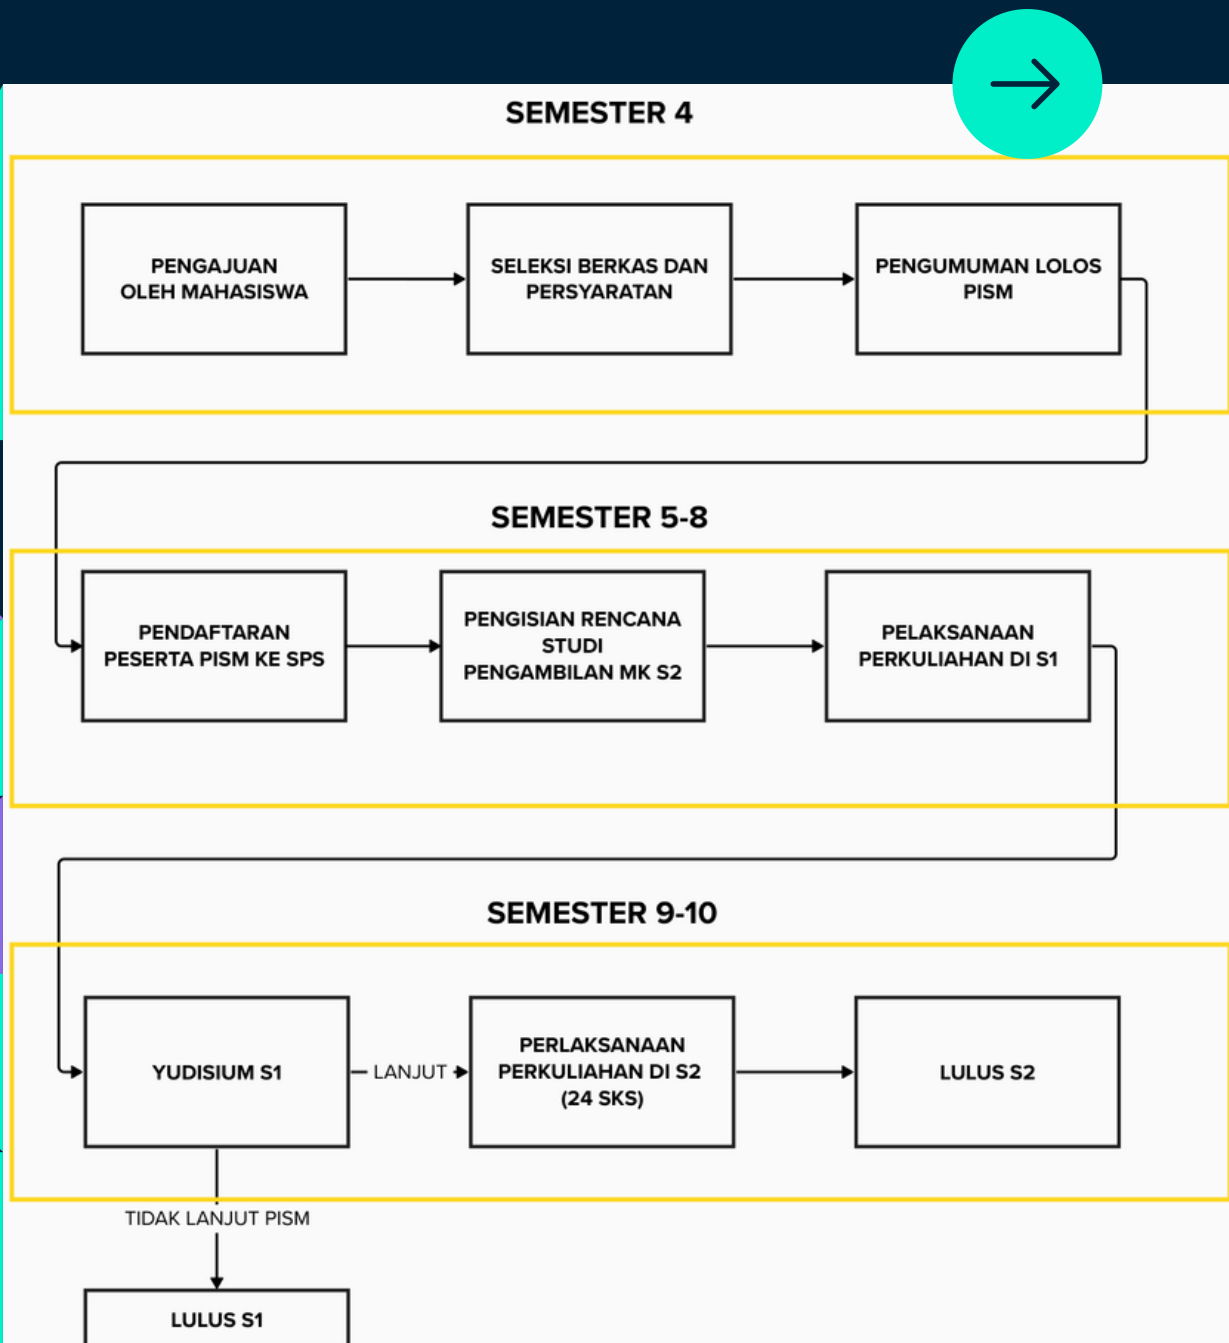 SEMESTER 4
PENGAJUAN
OLEH MAHASISWA
SELEKSI BERKAS DAN
PERSYARATAN
PENGUMUMAN LOLOS
PISM
SEMESTER 5-8
PENDAFTARAN
PESERTA PISM KE SPS
PENGISIAN RENCANA
STUDI
PENGAMBILAN MK S2
PELAKSANAAN
PERKULIAHAN DI S1
SEMESTER 9-10
YUDISIUM S1
LANJUT
PERLAKSANAAN
PERKULIAHAN DI S2
(24 SKS)
LULUS S2
TIDAK LANJUT PISM
LULUS S1